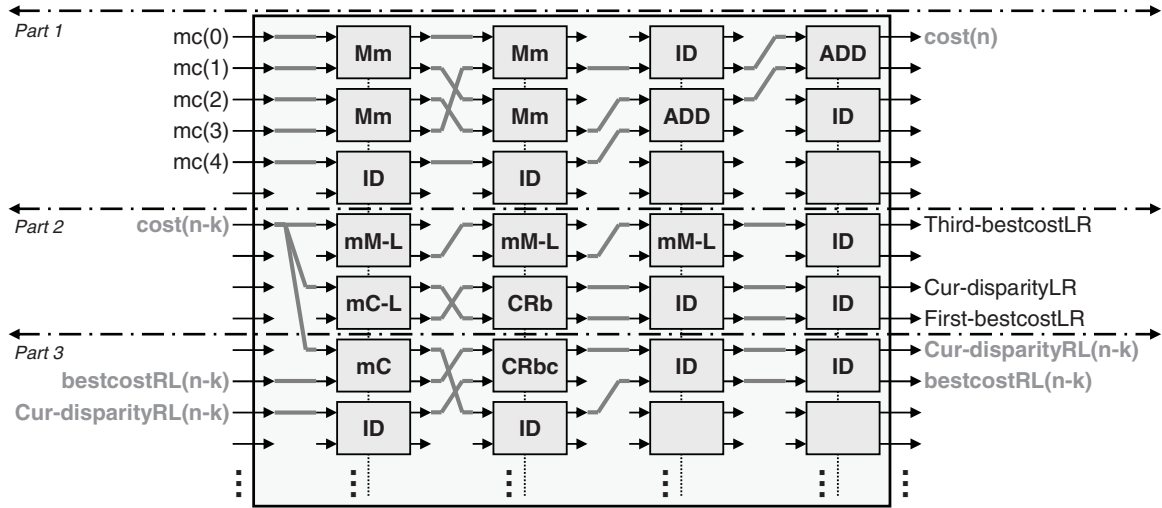 Part 1
mc(0)
mc(1)
mc(2)
mc(3)
mc(4)
Mm Mm ID ADD
Mm Mm ADD ID
ID ID
cost(n)
Part 2
cost(n-k)
mM-L mM-L mM-L ID
mC-L CRb ID ID
Third-bestcostLR
Cur-disparityLR
First-bestcostLR
Part 3
bestcostRL(n-k)
Cur-disparityRL(n-k)
mC CRbc ID ID
ID ID
Cur-disparityRL(n-k)
bestcostRL(n-k)